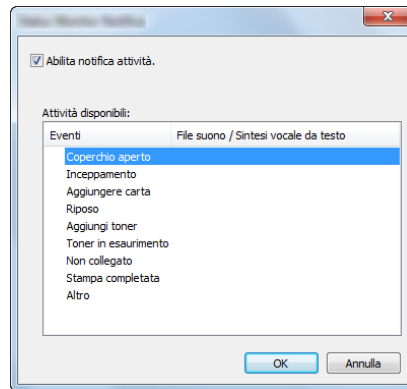 Abilita notifica attività.
Attività disponibili:
Eventi File suono / Sintesi vocale da testo
Coperchio aperto
Inceppamento
Aggiungere carta
Riposo
Aggiungi toner
Toner in esaurimento
Non collegato
Stampa completata
Altro
OK Annulla